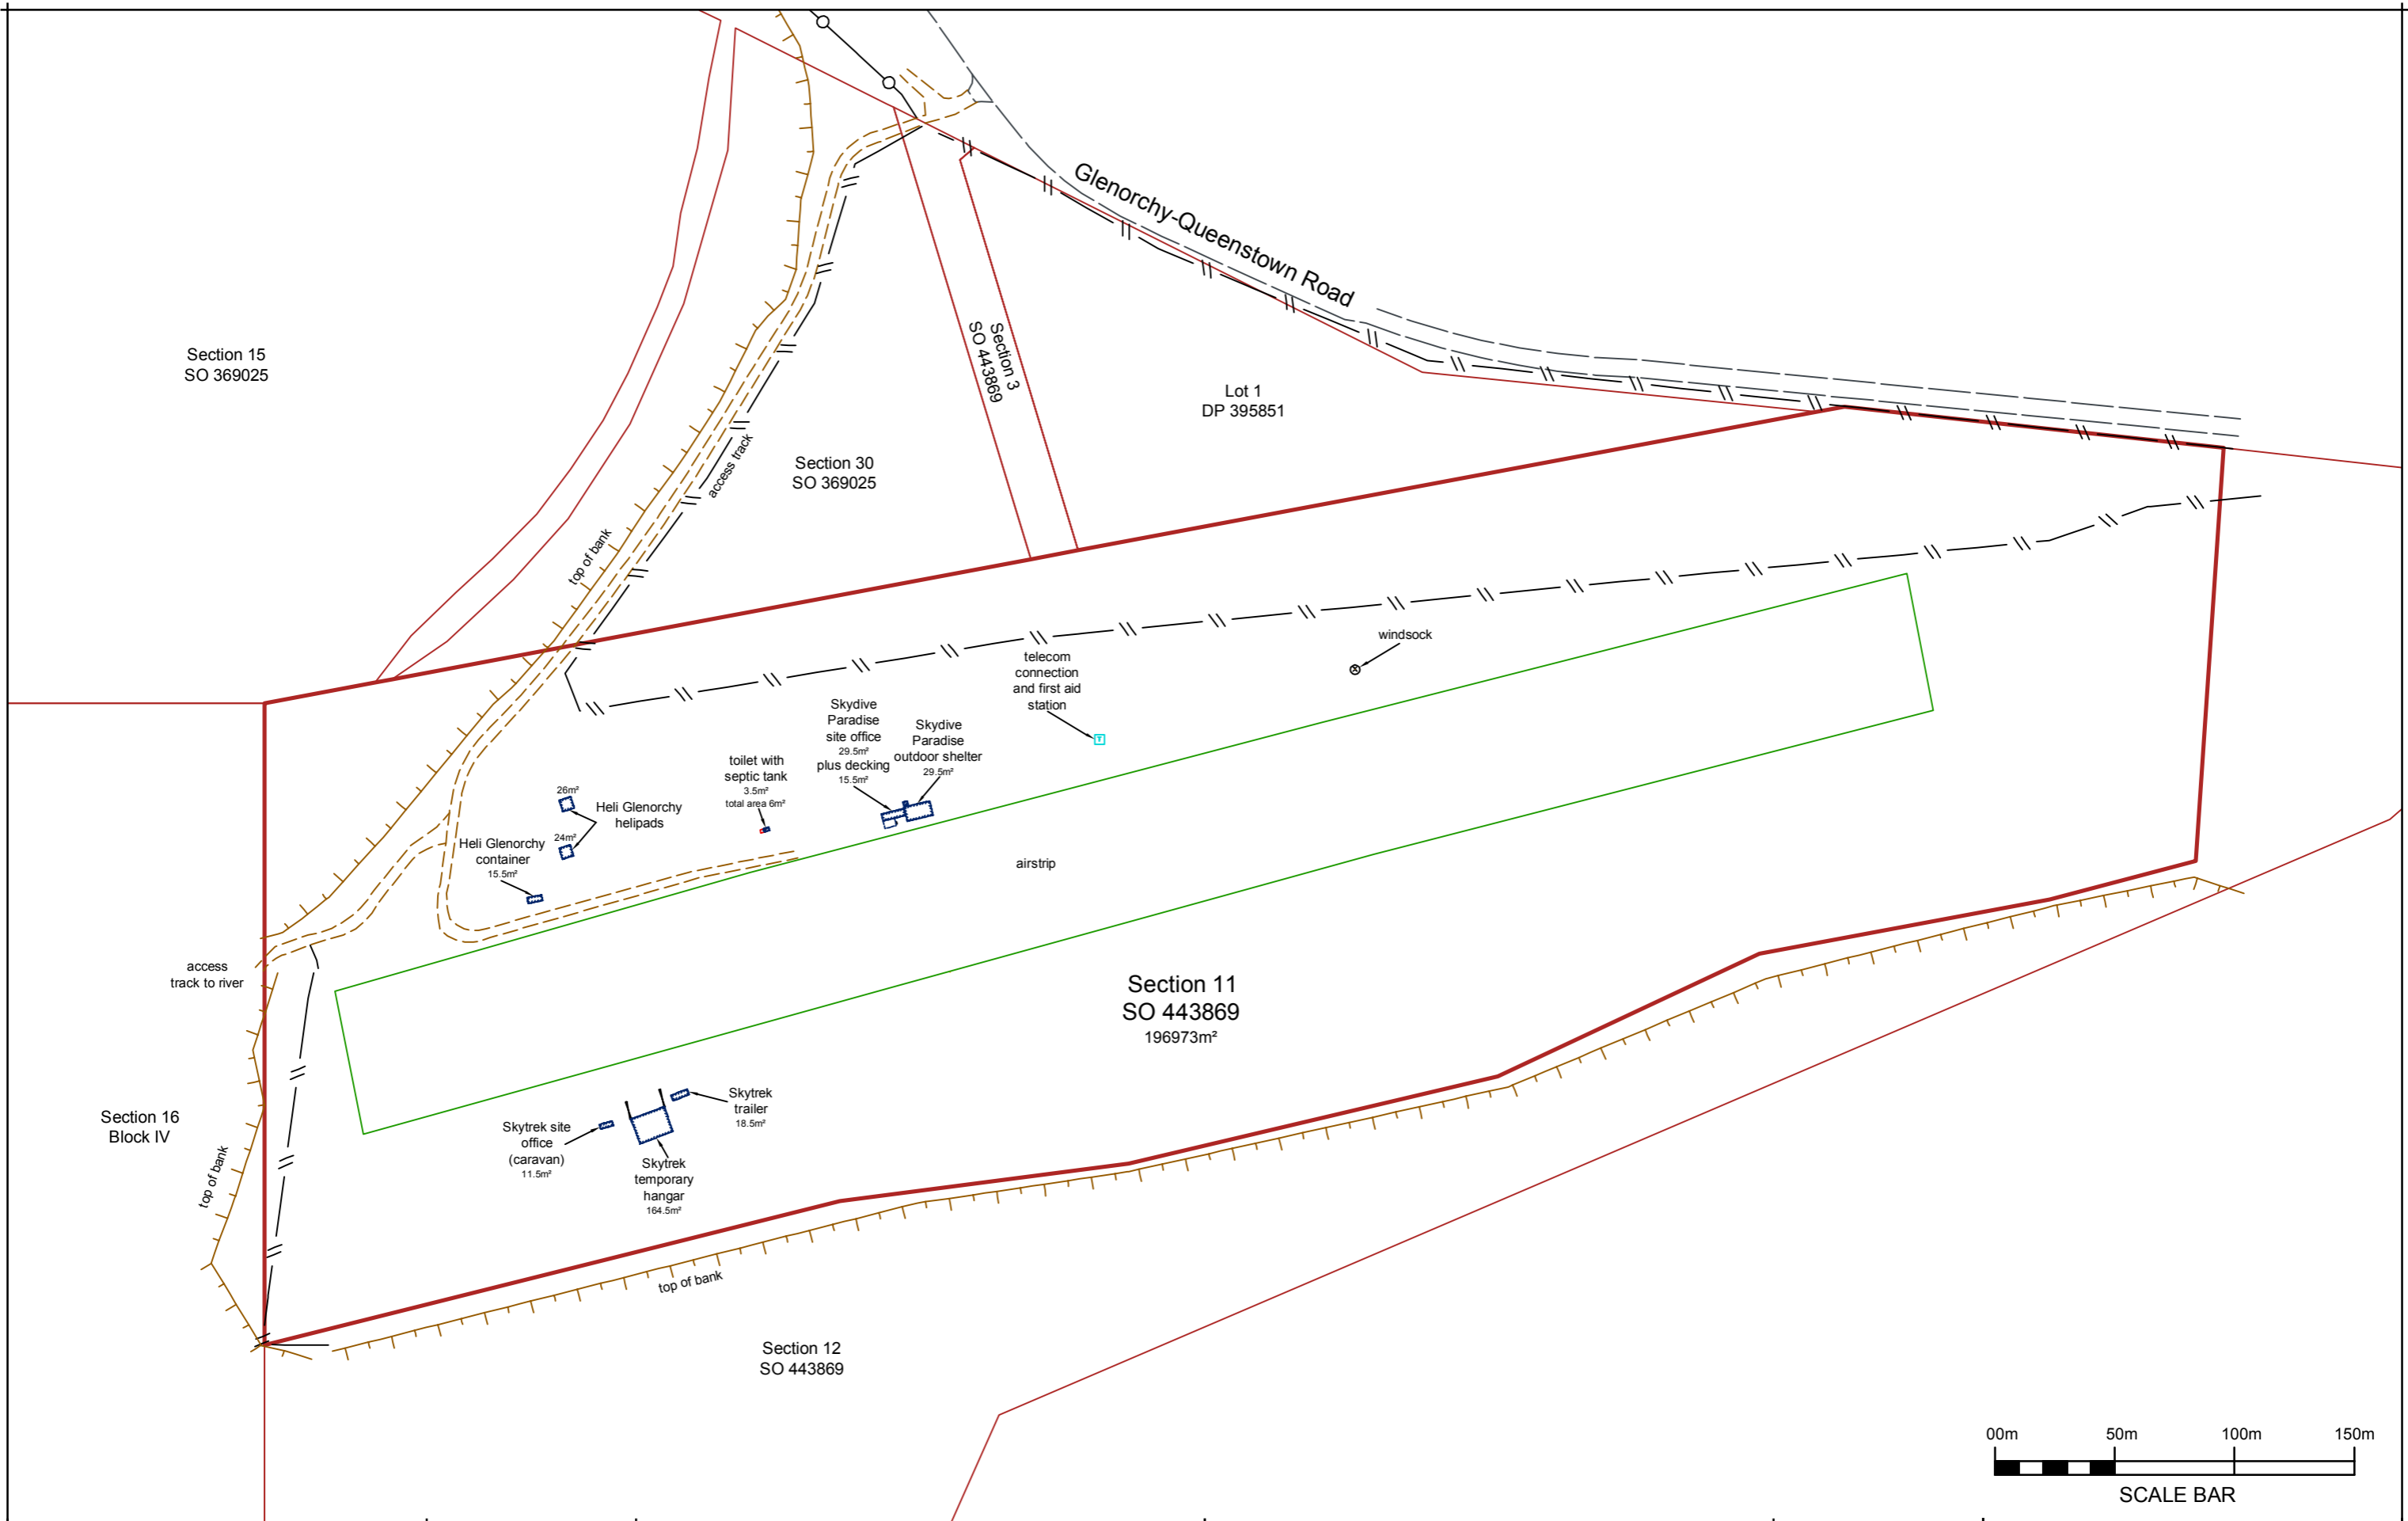 Glenorchy-Queenstown Road
Section 15
SO 369025
Section 3
SO 443869
Lot 1
DP 395851
Section 30
SO 369025
access track
top of bank
windsock
telecom
connection
and first aid
station
Skydive
Paradise
site office
29.5m²
plus decking
15.5m²
Skydive
Paradise
outdoor shelter
29.5m²
toilet with
septic tank
3.5m²
total area 6m²
26m²
Heli Glenorchy
helipads
24m²
Heli Glenorchy
container
15.5m²
airstrip
access
track to river
Section 11
SO 443869
196973m²
Section 16
Block IV
top of bank
Skytrek
trailer
18.5m²
Skytrek site
office
(caravan)
11.5m²
Skytrek
temporary
hangar
164.5m²
top of bank
Section 12
SO 443869
00m 50m 100m 150m
SCALE BAR
T